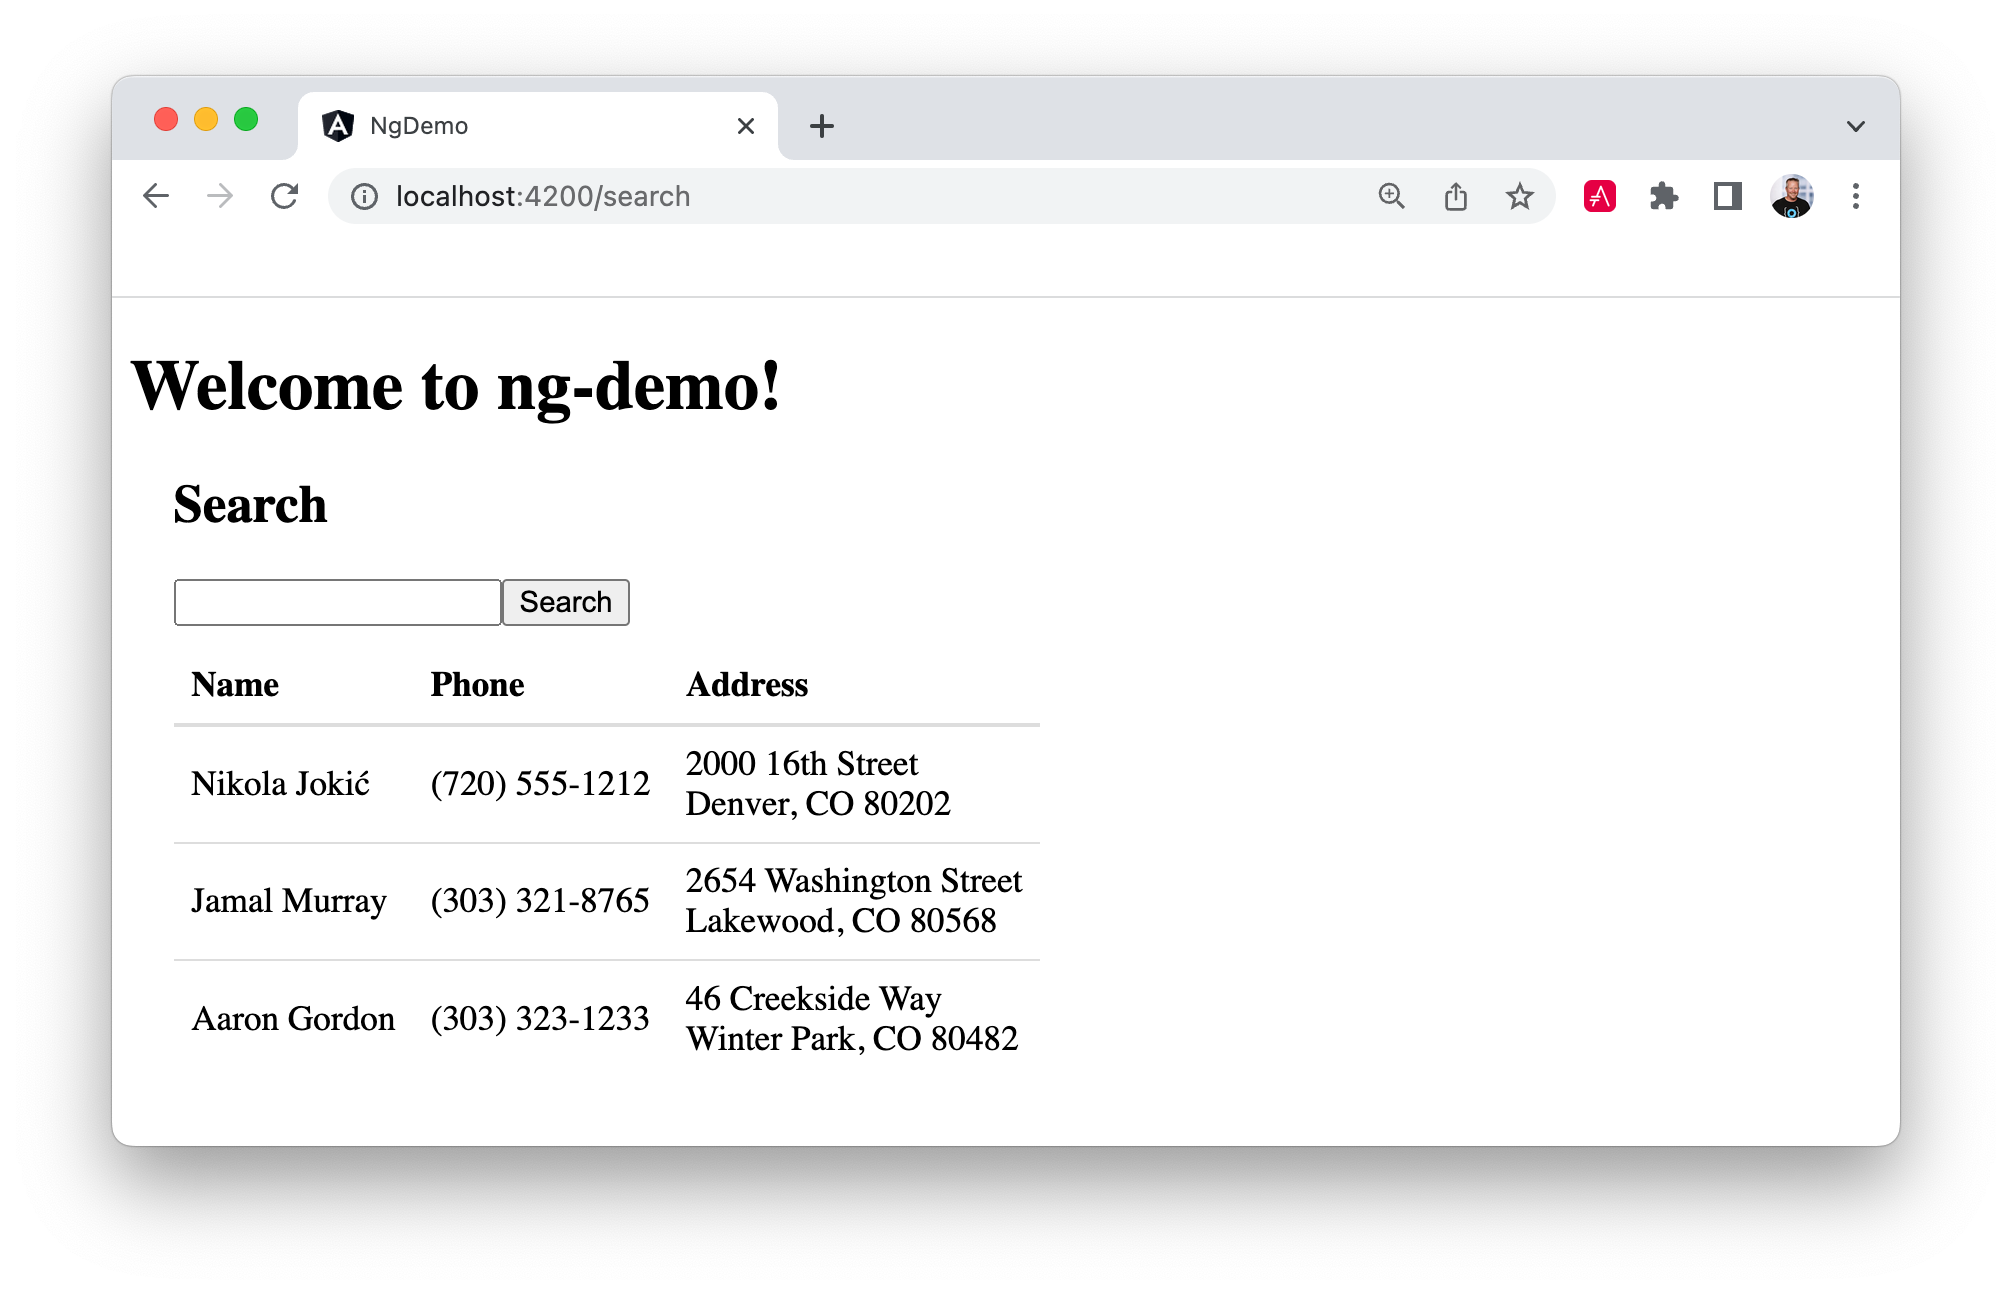 NgDemo
localhost:4200/search
Welcome to ng-demo!
Search
Search
Name Phone Address
Nikola Jokić (720) 555-1212 2000 16th Street
Denver, CO 80202
Jamal Murray (303) 321-8765 2654 Washington Street
Lakewood, CO 80568
Aaron Gordon (303) 323-1233 46 Creekside Way
Winter Park, CO 80482